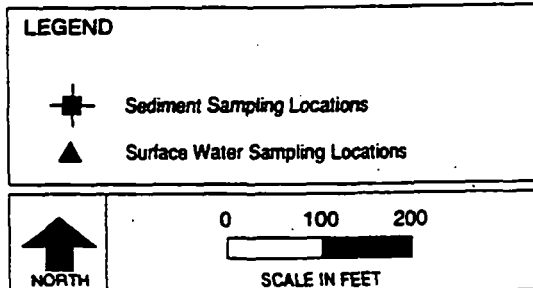 LEGEND
Sediment Sampling Locations
Surface Water Sampling Locations
0 100 200
NORTH
SCALE IN FEET